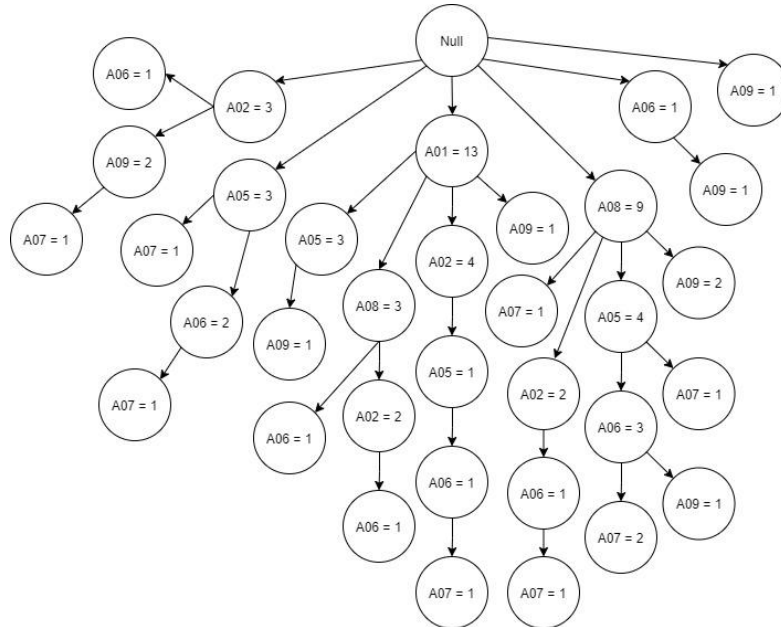 Null
A06 = 1
A02 = 3
A06 = 1
A09 = 1
A01 = 13
A09 = 2
A05 = 3
A09 = 1
A08 = 9
A07 = 1
A07 = 1
A05 = 3
A09 = 1
A02 = 4
A08 = 3
A07 = 1
A09 = 2
A06 = 2
A05 = 4
A09 = 1
A05 = 1
A02 = 2
A07 = 1
A07 = 1
A06 = 1
A02 = 2
A06 = 3
A06 = 1
A06 = 1
A06 = 1
A09 = 1
A07 = 2
A07 = 1
A07 = 1